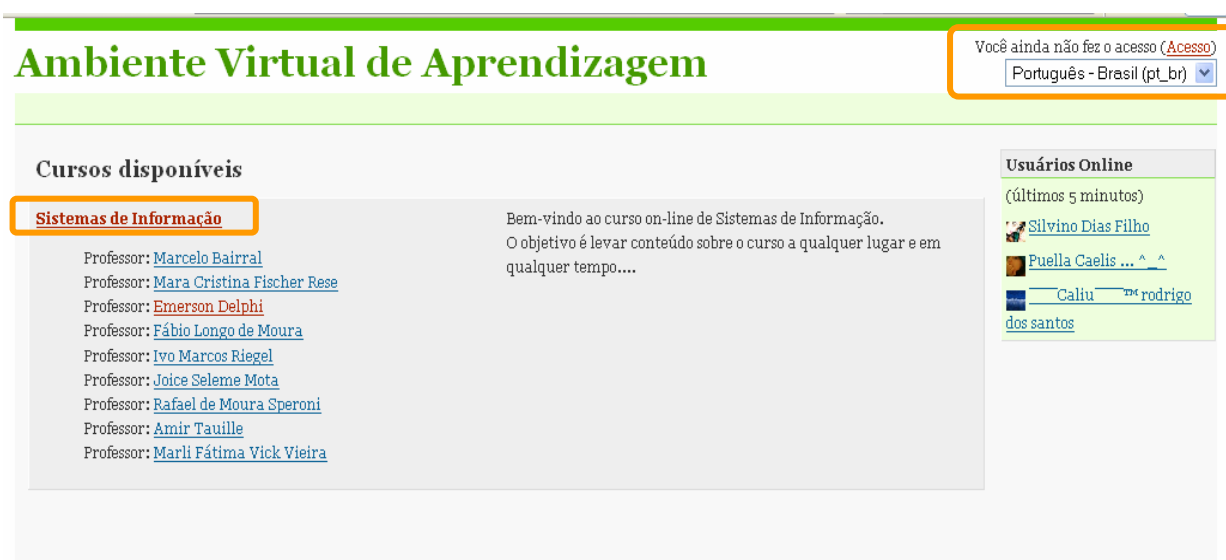 Você ainda não fez o acesso (Acesso)
Ambiente Virtual de Aprendizagem
Português - Brasil (pt_br)
Cursos disponíveis
Sistemas de Informação
Professor: Marcelo Bairral
Professor: Mara Cristina Fischer Rese
Professor: Emerson Delphi
Professor: Fábio Longo de Moura
Professor: Ivo Marcos Riegel
Professor: Joice Seleme Mota
Professor: Rafael de Moura Speroni
Professor: Amir Tauille
Professor: Marli Fátima Vick Vieira
Bem-vindo ao curso on-line de Sistemas de Informação.
O objetivo é levar conteúdo sobre o curso a qualquer lugar e em
qualquer tempo....
Usuários Online
(últimos 5 minutos)
Silvino Dias Filho
Puella Caelis ... ^_^
¯¯Caliu¯¯™ rodrigo
dos santos